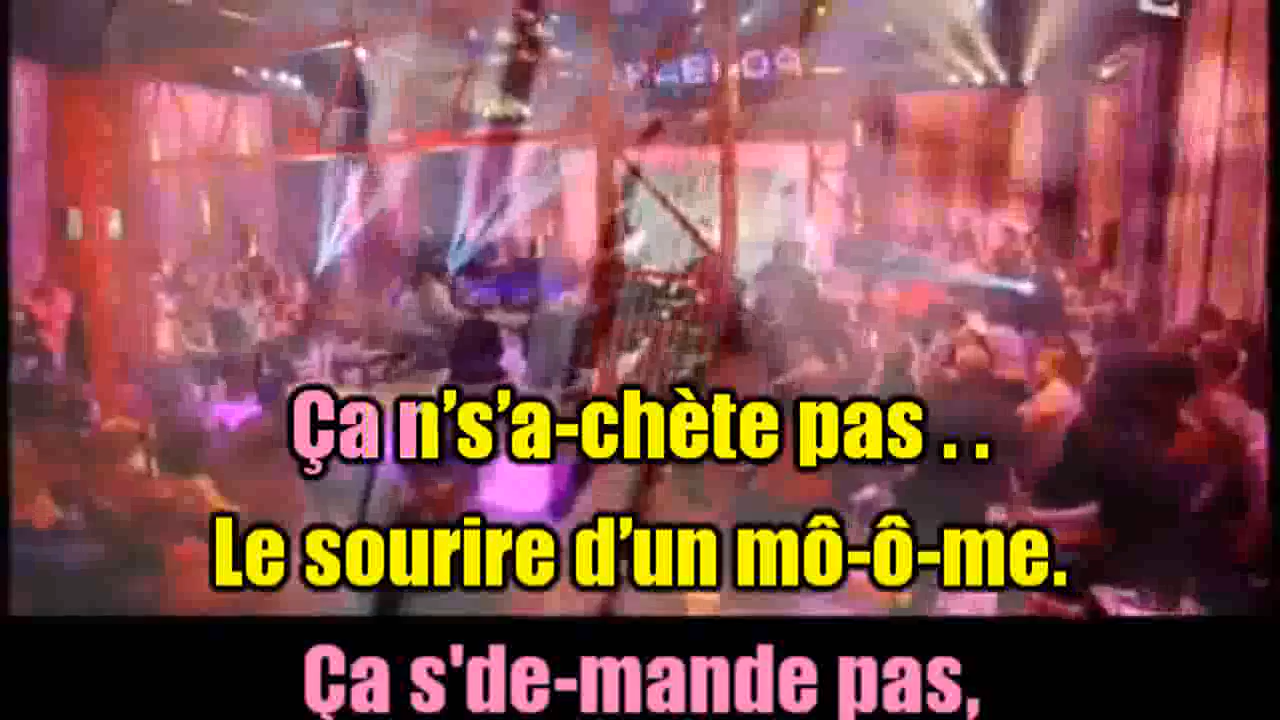 Ça n’s’a-chète pas . .
Le sourire d’un mô-ô-me.
Ça s'de-mande pas,